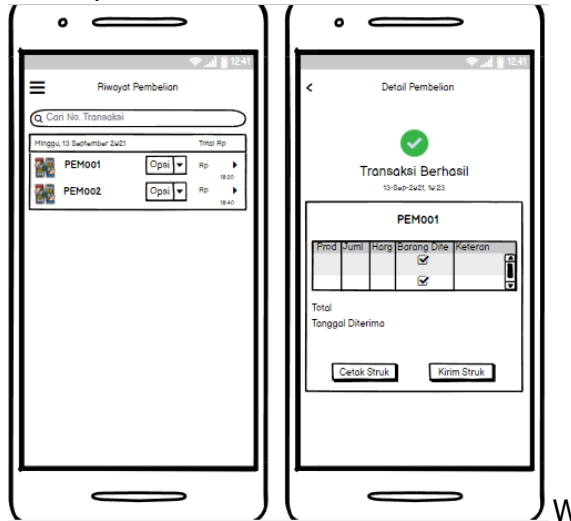 12:41
Riwayat Pembelian
Cari No. Transaksi
Minggu, 13 September 2021 Total Rp
PEM001 Opsi Rp
18:20
PEM002 Opsi Rp
18:40
12:41
Detail Pembelian
Transaksi Berhasil
13-Sep-2021,
PEM001
Prod Juml Harg Barang Dite Keteran
Total
Tanggal Diterima
Cetak Struk Kirim Struk
W